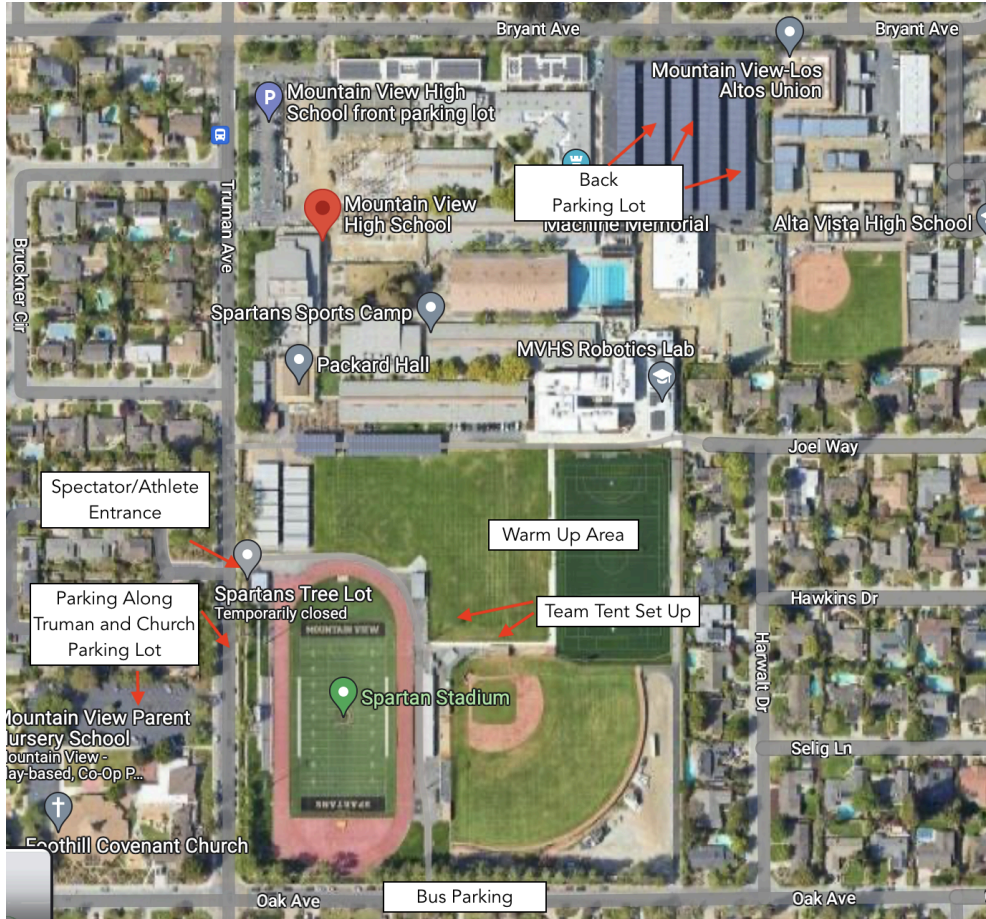 Bryant Ave
Bryant Ave
Mountain View-Los
Altos Union
P
Mountain View High
School front parking lot
Back
Parking Lot
Machine Memorial
Alta Vista High School
Truman Ave
Mountain View
High School
Bruckner Cir
Spartans Sports Camp
Packard Hall
MVHS Robotics Lab
Joel Way
Spectator/Athlete
Entrance
Warm Up Area
Spartans Tree Lot
Temporarily closed
Parking Along
Truman and Church
Parking Lot
Team Tent Set Up
Hawkins Dr
MOUNTAIN VIEW
Hanwalt Dr
Spartan Stadium
Mountain View Parent
Nursery School
Mountain View -
Play-based, Co-Op P...
Selig Ln
SPARTANS
Foothill Covenant Church
Oak Ave
Bus Parking
Oak Ave